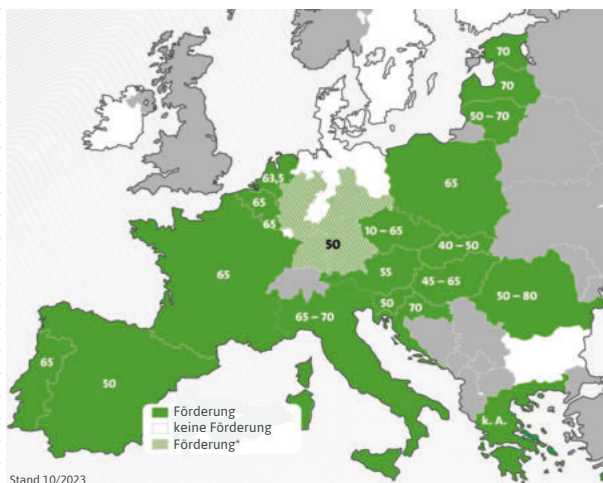 70
70
50 – 70
63,5
65
65
65
50
10 – 65
40 – 50
65
55
45 – 65
50 – 80
65 – 70
50
70
65
50
k. A.
Förderung
keine Förderung
Förderung*
Stand 10/2023